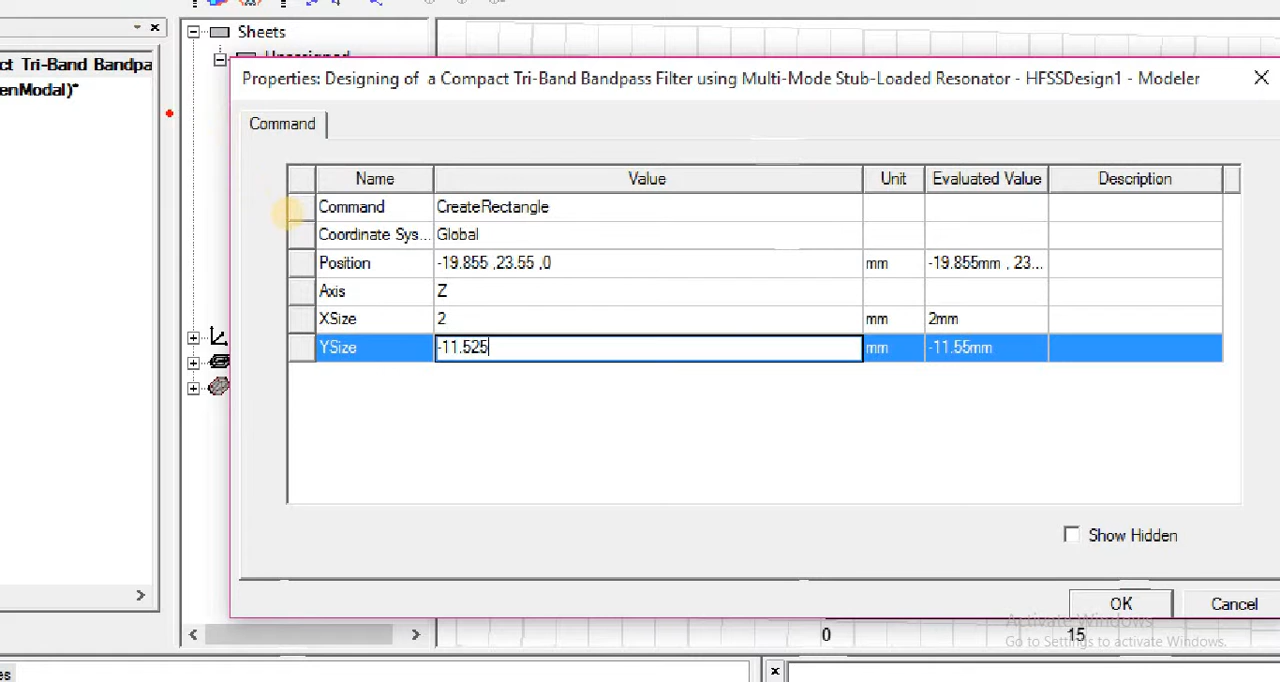 Sheets
ct Tri-Band Bandpa
enModal)*
Unassigned
Properties: Designing of a Compact Tri-Band Bandpass Filter using Multi-Mode Stub-Loaded Resonator - HFSSDesign1 - Modeler
Command
Name Value Unit Evaluated Value Description
Command CreateRectangle
Coordinate Sys... Global
Position -19.855 ,23.55 ,0 mm -19.855mm , 23...
Axis Z
XSize 2 mm 2mm
YSize -11.525 mm -11.55mm
Show Hidden
OK Cancel
Activate Windows
0 15
Go to Settings to activate Windows.
es